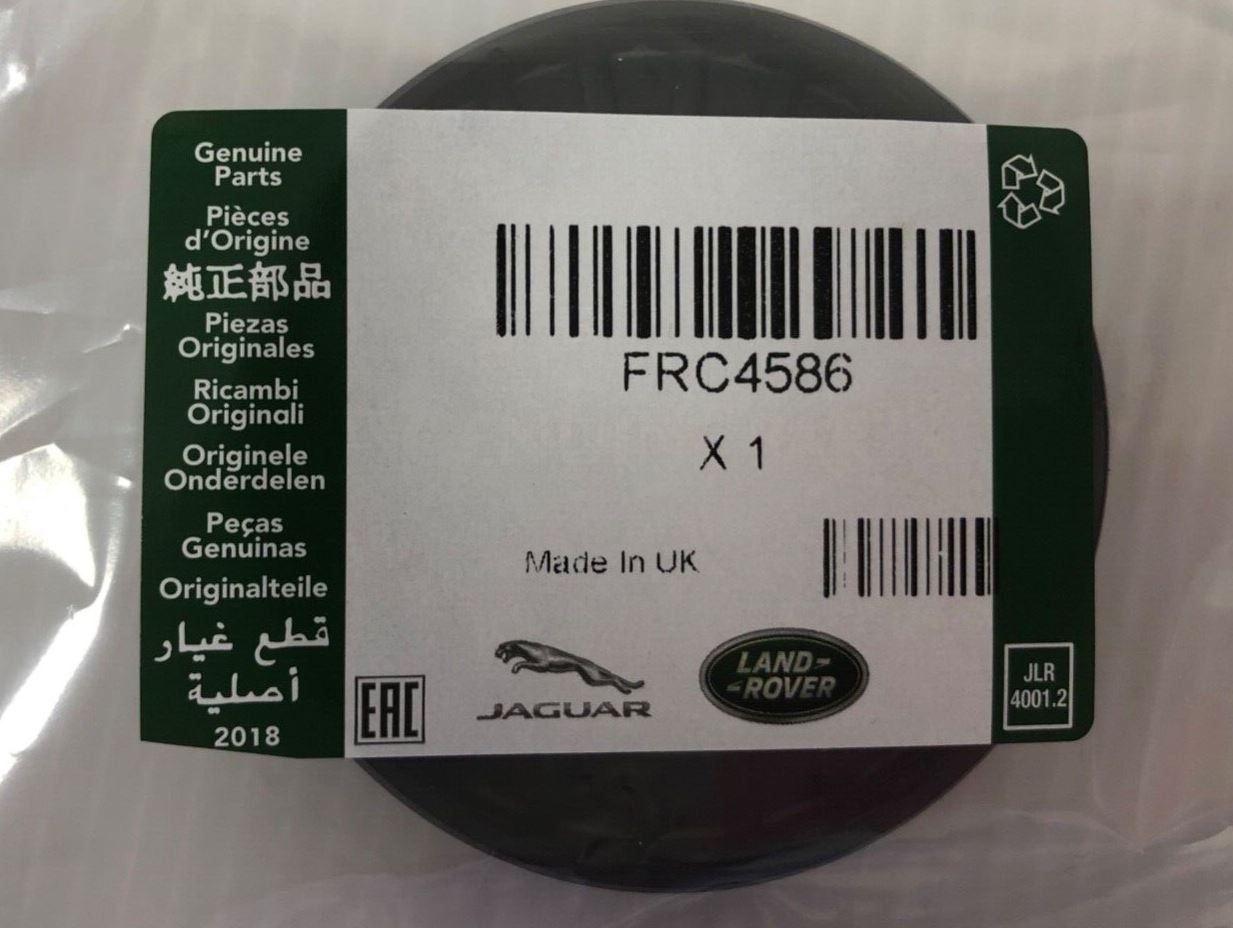 Genuine
Parts
Pièces
d'Origine
純正部品
Piezas
Originales
Ricambi
Originali
Originele
Onderdelen
Peças
Genuinas
Originalteile
قطع غيار
أصلية
2018
FRC4586
X 1
Made In UK
EAC
JAGUAR
LAND-
-ROVER
JLR
4001.2